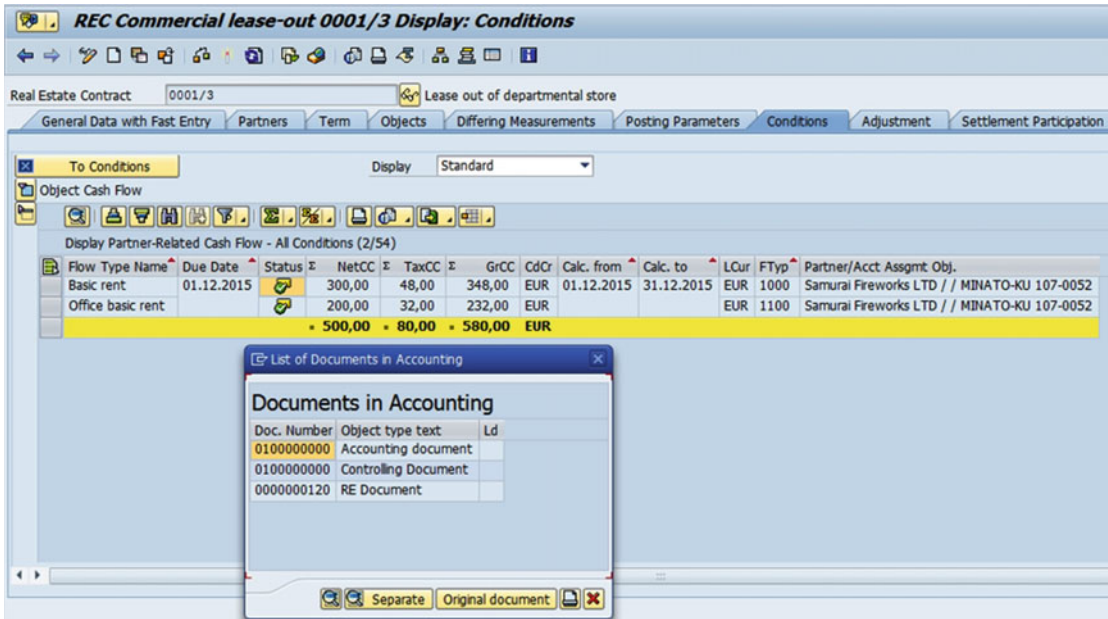 REC Commercial lease-out 0001/3 Display: Conditions
Real Estate Contract 0001/3 Lease out of departmental store
General Data with Fast Entry Partners Term Objects Differing Measurements Posting Parameters Conditions Adjustment Settlement Participation
To Conditions Display Standard
Object Cash Flow
Display Partner-Related Cash Flow - All Conditions (2/54)
Flow Type Name Due Date Status Σ NetCC Σ TaxCC Σ GrCC CdCr Calc. from Calc. to LCur FTyp Partner/Acct Assgmt Obj.
Basic rent 01.12.2015 300,00 48,00 348,00 EUR 01.12.2015 31.12.2015 EUR 1000 Samurai Fireworks LTD / / MINATO-KU 107-0052
Office basic rent 200,00 32,00 232,00 EUR EUR 1100 Samurai Fireworks LTD / / MINATO-KU 107-0052
▪ 500,00 ▪ 80,00 ▪ 580,00 EUR
List of Documents in Accounting
Documents in Accounting
Doc. Number Object type text Ld
0100000000 Accounting document
0100000000 Controlling Document
0000000120 RE Document
Separate Original document